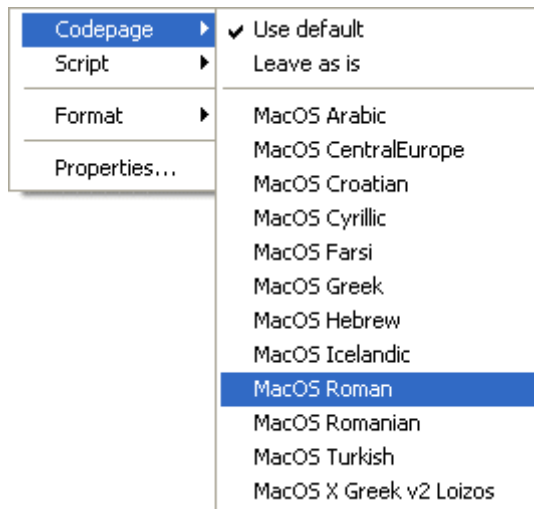 Codepage
Script
Format
Properties...
Use default
Leave as is
MacOS Arabic
MacOS CentralEurope
MacOS Croatian
MacOS Cyrillic
MacOS Farsi
MacOS Greek
MacOS Hebrew
MacOS Icelandic
MacOS Roman
MacOS Romanian
MacOS Turkish
MacOS X Greek v2 Loizos